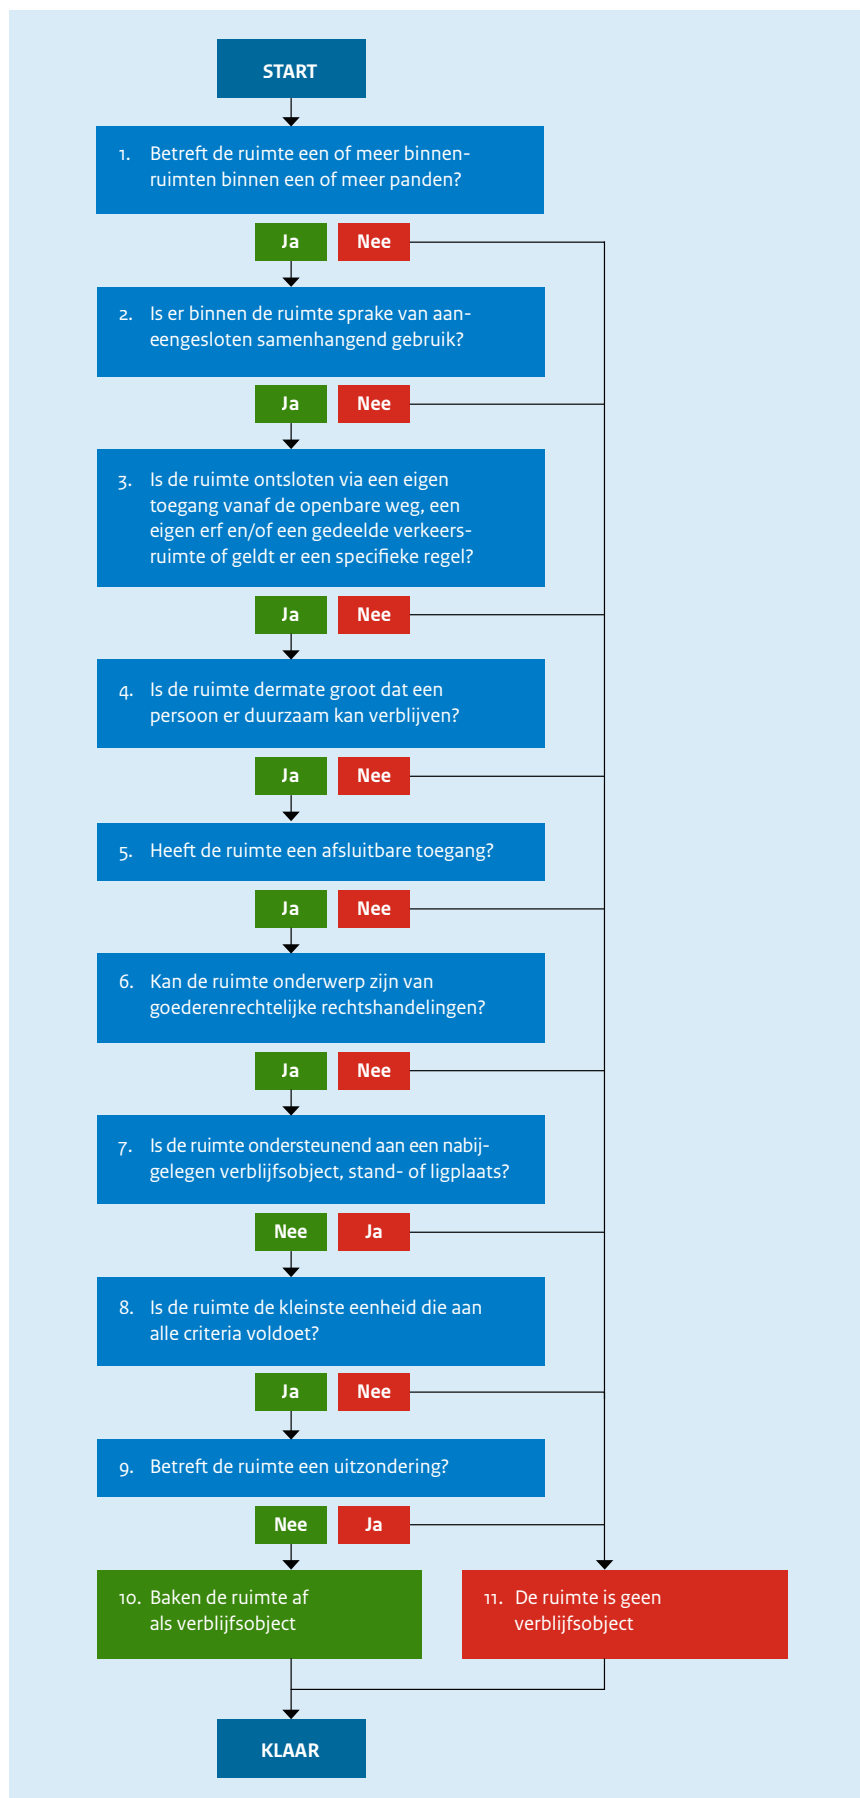 START
1. Betreft de ruimte een of meer binnen-
ruimten binnen een of meer panden?
Ja Nee
2. Is er binnen de ruimte sprake van aan-
eengesloten samenhangend gebruik?
Ja Nee
3. Is de ruimte ontsloten via een eigen
toegang vanaf de openbare weg, een
eigen erf en/of een gedeelde verkeers-
ruimte of geldt er een specifieke regel?
Ja Nee
4. Is de ruimte dermate groot dat een
persoon er duurzaam kan verblijven?
Ja Nee
5. Heeft de ruimte een afsluitbare toegang?
Ja Nee
6. Kan de ruimte onderwerp zijn van
goederenrechtelijke rechtshandelingen?
Ja Nee
7. Is de ruimte ondersteunend aan een nabij-
gelegen verblijfsobject, stand- of ligplaats?
Nee Ja
8. Is de ruimte de kleinste eenheid die aan
alle criteria voldoet?
Ja Nee
9. Betreft de ruimte een uitzondering?
Nee Ja
10. Baken de ruimte af
als verblijfsobject
11. De ruimte is geen
verblijfsobject
KLAAR